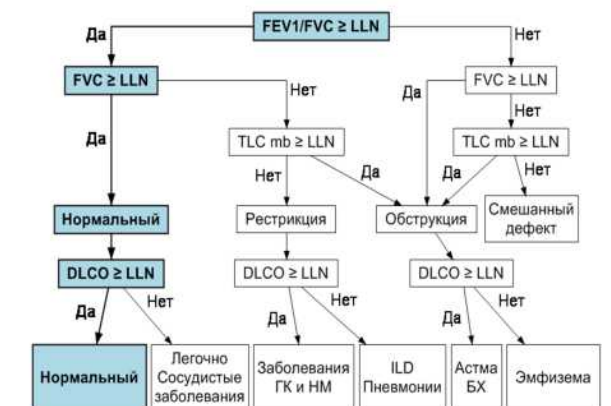 FEV1/FVC ≥ LLN
Да
Нет
FVC ≥ LLN
FVC ≥ LLN
Нет
Да
Нет
Да
TLC mb ≥ LLN
TLC mb ≥ LLN
Нет
Да
Да
Нет
Нормальный
Рестрикция
Обструкция
Смешанный
дефект
DLCO ≥ LLN
DLCO ≥ LLN
DLCO ≥ LLN
Да
Нет
Да
Нет
Да
Нет
Нормальный
Легочно
Сосудистые
заболевания
Заболевания
ГК и НМ
ILD
Пневмонии
Астма
БХ
Эмфизема